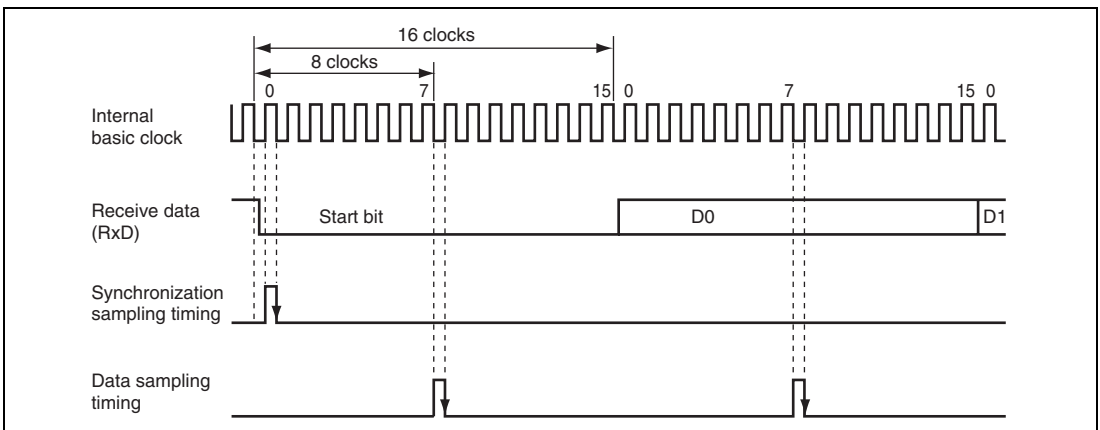 16 clocks
8 clocks
0 7 15 0 7 15 0
Internal
basic clock
Receive data
(RxD)
Start bit D0 D1
Synchronization
sampling timing
Data sampling
timing